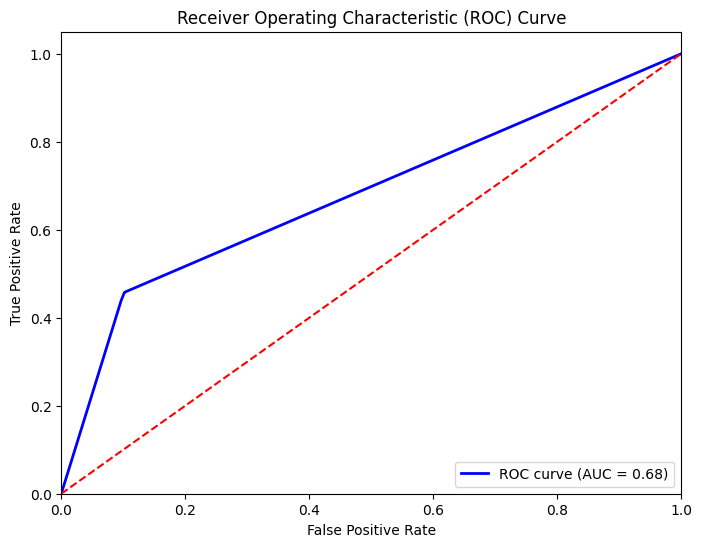 Receiver Operating Characteristic (ROC) Curve
1.0
0.8
0.6
0.4
0.2
0.0
True Positive Rate
ROC curve (AUC = 0.68)
0.0 0.2 0.4 0.6 0.8 1.0
False Positive Rate